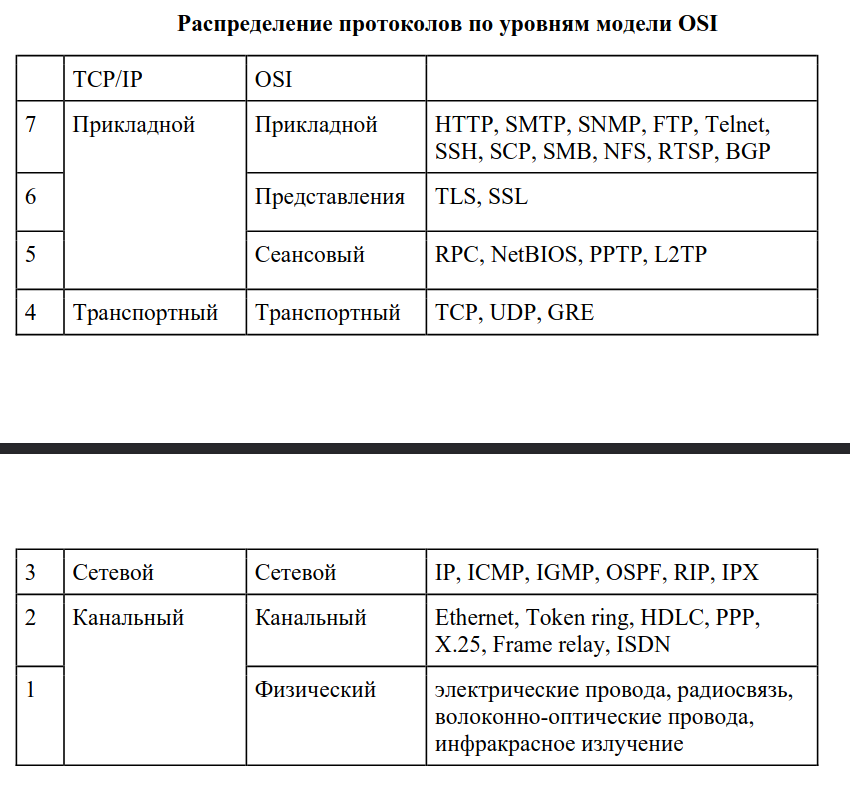 Распределение протоколов по уровням модели OSI
TCP/IP OSI
7 Прикладной Прикладной HTTP, SMTP, SNMP, FTP, Telnet,
SSH, SCP, SMB, NFS, RTSP, BGP
6 Представления TLS, SSL
5 Сеансовый RPC, NetBIOS, PPTP, L2TP
4 Транспортный Транспортный TCP, UDP, GRE
3 Сетевой Сетевой IP, ICMP, IGMP, OSPF, RIP, IPX
2 Канальный Канальный Ethernet, Token ring, HDLC, PPP,
X.25, Frame relay, ISDN
1 Физический электрические провода, радиосвязь,
волоконно-оптические провода,
инфракрасное излучение